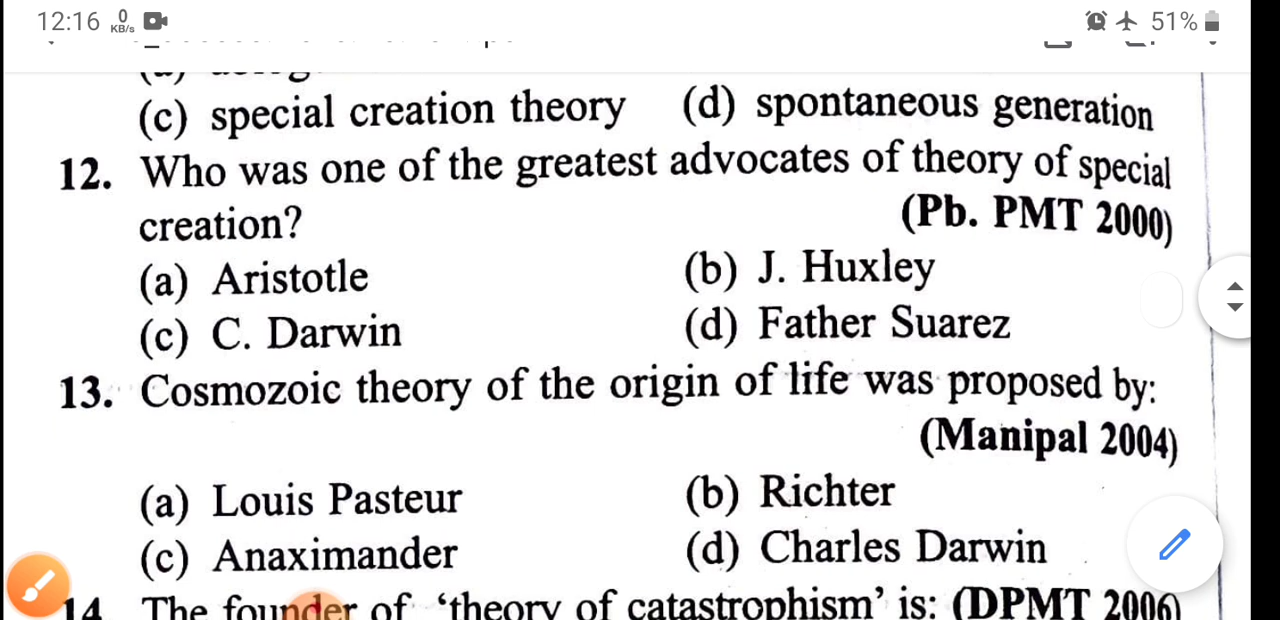 12:16 0 KB/s 51%
(c) special creation theory (d) spontaneous generation
12. Who was one of the greatest advocates of theory of special
creation? (Pb. PMT 2000)
(a) Aristotle (b) J. Huxley
(c) C. Darwin (d) Father Suarez
13. Cosmozoic theory of the origin of life was proposed by:
(Manipal 2004)
(a) Louis Pasteur (b) Richter
(c) Anaximander (d) Charles Darwin
14 The founder of ‘theory of catastrophism’ is: (DPMT 2006)